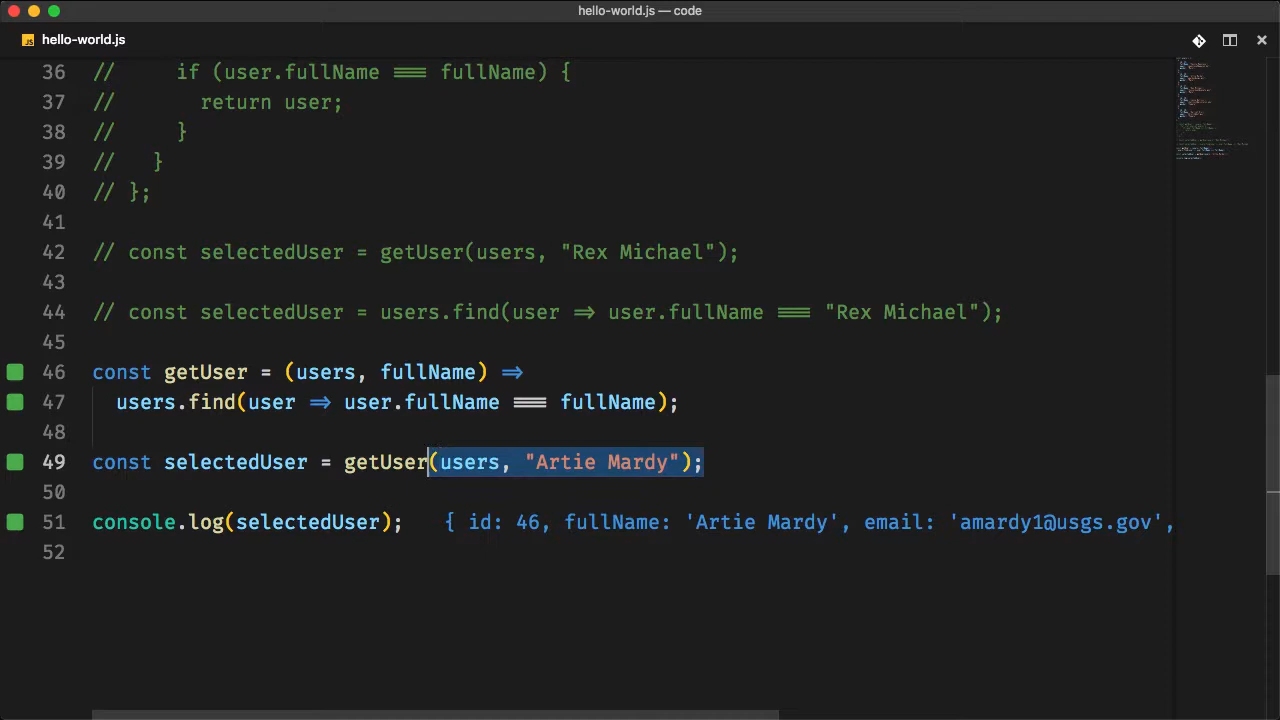 hello-world.js — code
JS hello-world.js
36 //     if (user.fullName === fullName) {
37 //       return user;
38 //     }
39 //   }
40 // };
41
42 // const selectedUser = getUser(users, "Rex Michael");
43
44 // const selectedUser = users.find(user => user.fullName === "Rex Michael");
45
46 const getUser = (users, fullName) =>
47   users.find(user => user.fullName === fullName);
48
49 const selectedUser = getUser(users, "Artie Mardy");
50
51 console.log(selectedUser);   { id: 46, fullName: 'Artie Mardy', email: 'amardy1@usgs.gov',
52